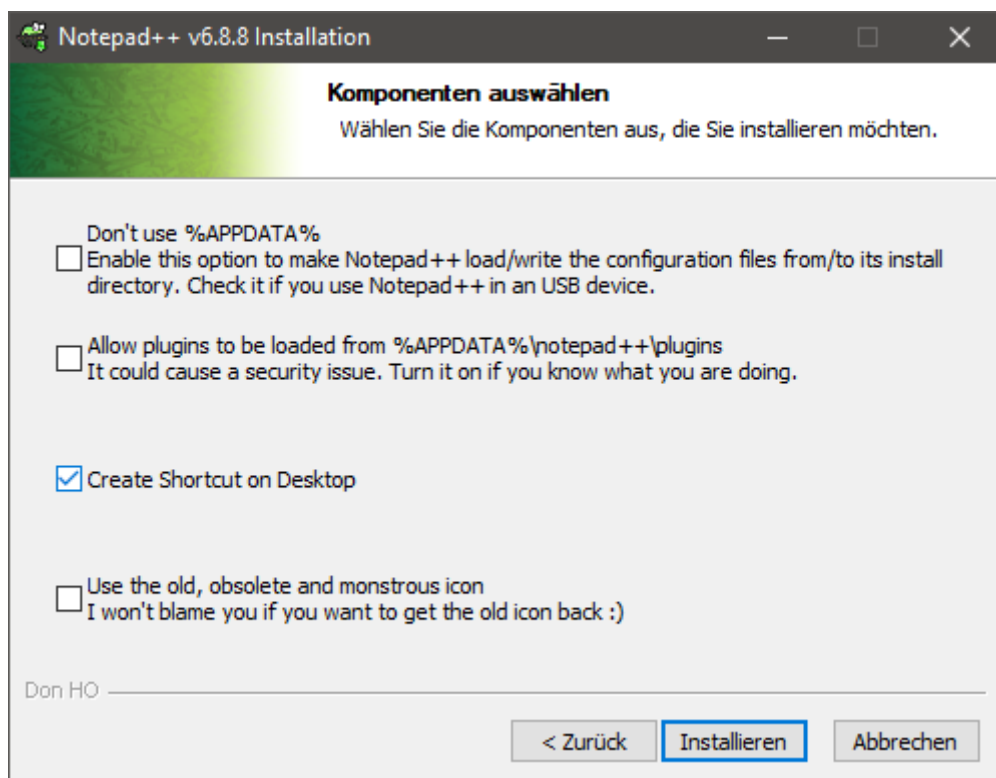 Notepad++ v6.8.8 Installation
Komponenten auswählen
Wählen Sie die Komponenten aus, die Sie installieren möchten.
Don't use %APPDATA%
Enable this option to make Notepad++ load/write the configuration files from/to its install
directory. Check it if you use Notepad++ in an USB device.
Allow plugins to be loaded from %APPDATA%\notepad++\plugins
It could cause a security issue. Turn it on if you know what you are doing.
Create Shortcut on Desktop
Use the old, obsolete and monstrous icon
I won't blame you if you want to get the old icon back :)
Don HO
< Zurück
Installieren
Abbrechen